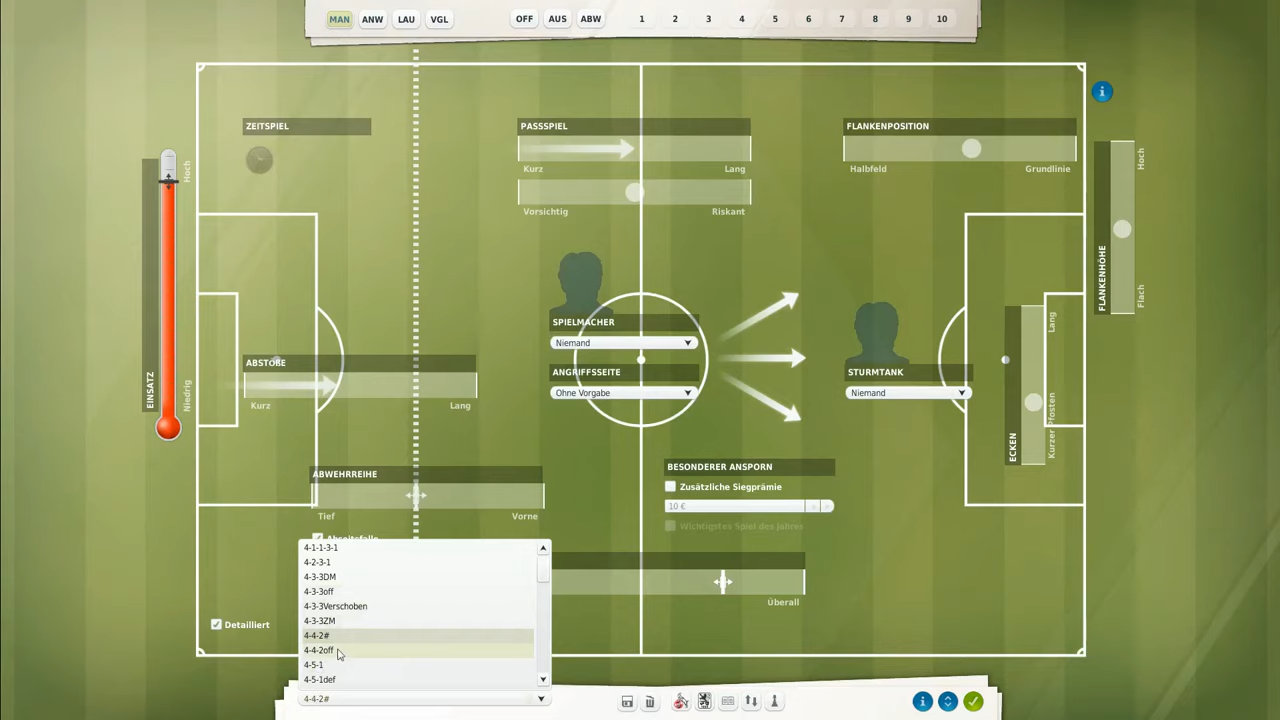 MAN ANW LAU VGL OFF AUS ABW 1 2 3 4 5 6 7 8 9 10
ZEITSPIEL
PASSSPIEL
Kurz Lang
Vorsichtig Riskant
FLANKENPOSITION
Halbfeld Grundlinie
EINSATZ
Hoch
Niedrig
FLANKENHÖHE
Hoch
Flach
SPIELMACHER
Niemand
ANGRIFFSSEITE
Ohne Vorgabe
STURMTANK
Niemand
ABSTÖßE
Kurz Lang
ECKEN
Lang
Kurzer Pfosten
ABWEHRREIHE
Tief Vorne
Abseitsfalle
BESONDERER ANSPORN
Zusätzliche Siegprämie
10 €
Wichtigstes Spiel des Jahres
Überall
Detailliert
4-1-1-3-1
4-2-3-1
4-3-3DM
4-3-3off
4-3-3Verschoben
4-3-3ZM
4-4-2#
4-4-2off
4-5-1
4-5-1def
4-4-2#